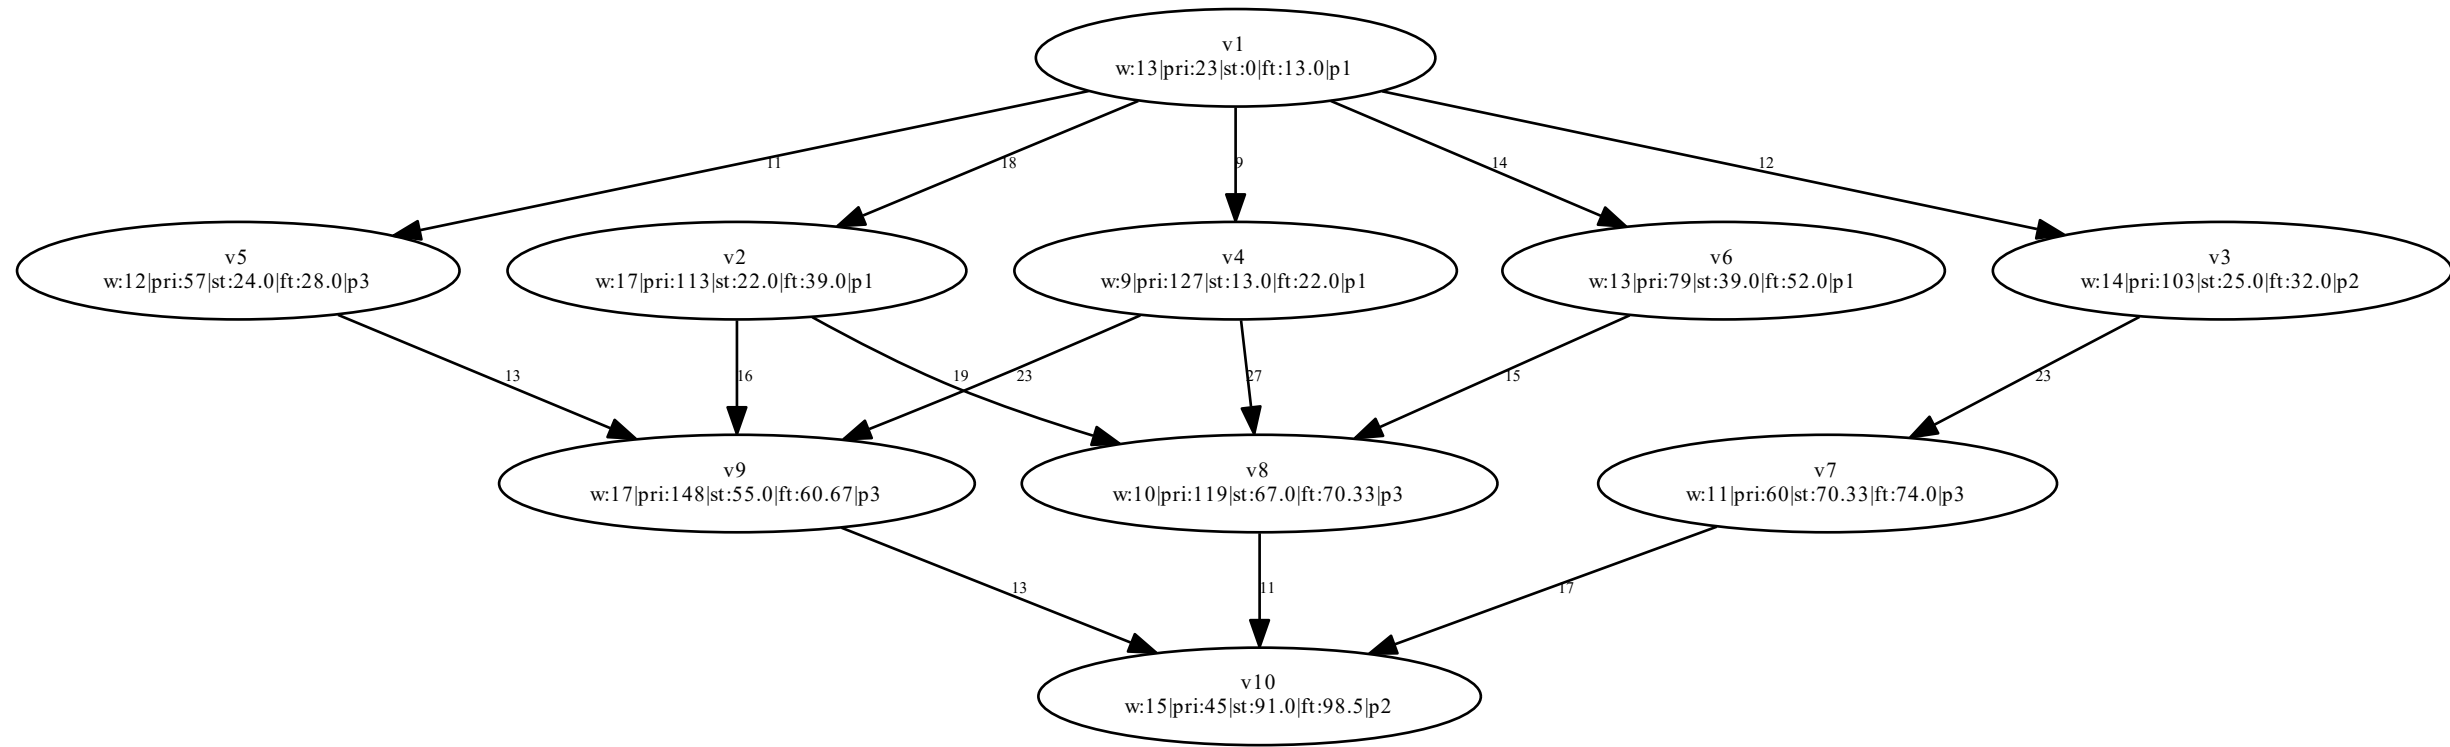 v1
w:13|pri:23|st:0|ft:13.0|p1
11
18
9
14
12
v5
w:12|pri:57|st:24.0|ft:28.0|p3
v2
w:17|pri:113|st:22.0|ft:39.0|p1
v4
w:9|pri:127|st:13.0|ft:22.0|p1
v6
w:13|pri:79|st:39.0|ft:52.0|p1
v3
w:14|pri:103|st:25.0|ft:32.0|p2
13
16
19
23
27
15
23
v9
w:17|pri:148|st:55.0|ft:60.67|p3
v8
w:10|pri:119|st:67.0|ft:70.33|p3
v7
w:11|pri:60|st:70.33|ft:74.0|p3
13
11
17
v10
w:15|pri:45|st:91.0|ft:98.5|p2